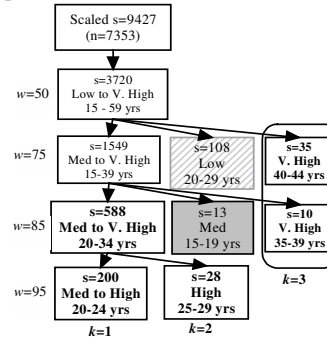 Scaled s=9427
(n=7353)
w=50
s=3720
Low to V. High
15 - 59 yrs
w=75
s=1549
Med to V. High
15-39 yrs
s=108
Low
20-29 yrs
s=35
V. High
40-44 yrs
w=85
s=588
Med to V. High
20-34 yrs
s=13
Med
15-19 yrs
s=10
V. High
35-39 yrs
w=95
s=200
Med to High
20-24 yrs
s=28
High
25-29 yrs
k=3
k=1
k=2